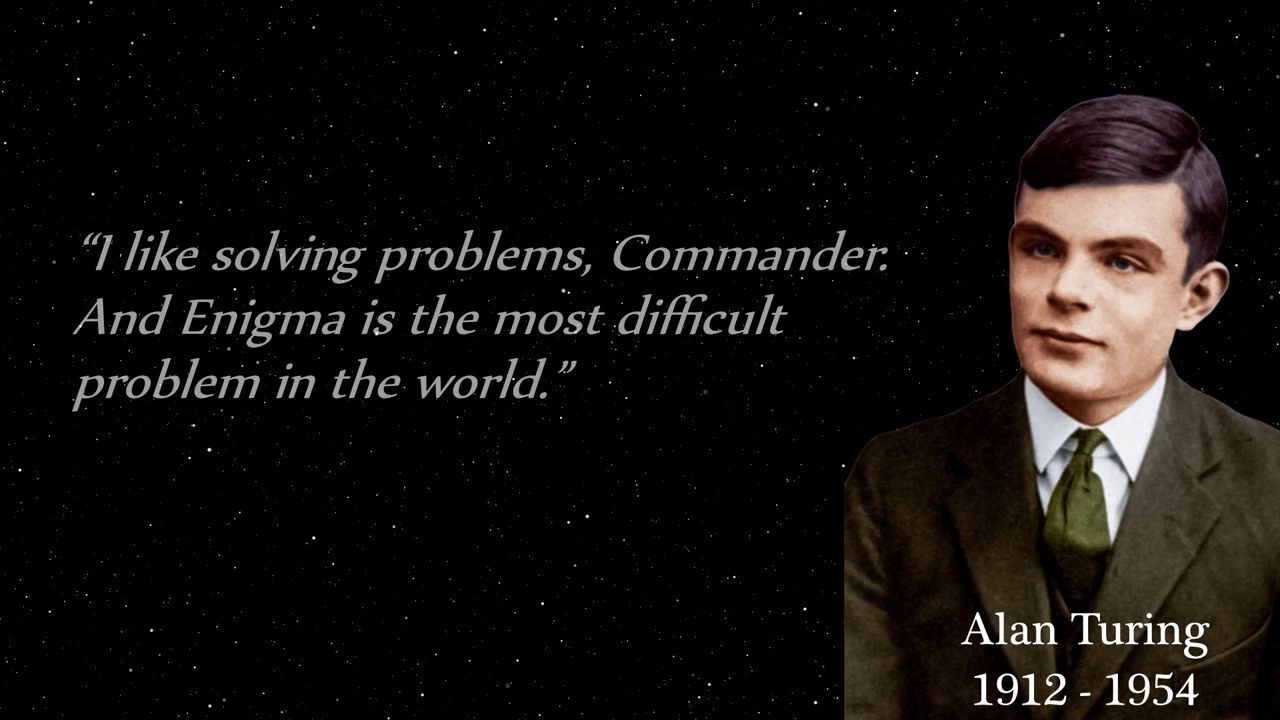 “I like solving problems, Commander.
And Enigma is the most difficult
problem in the world.”
Alan Turing
1912 - 1954